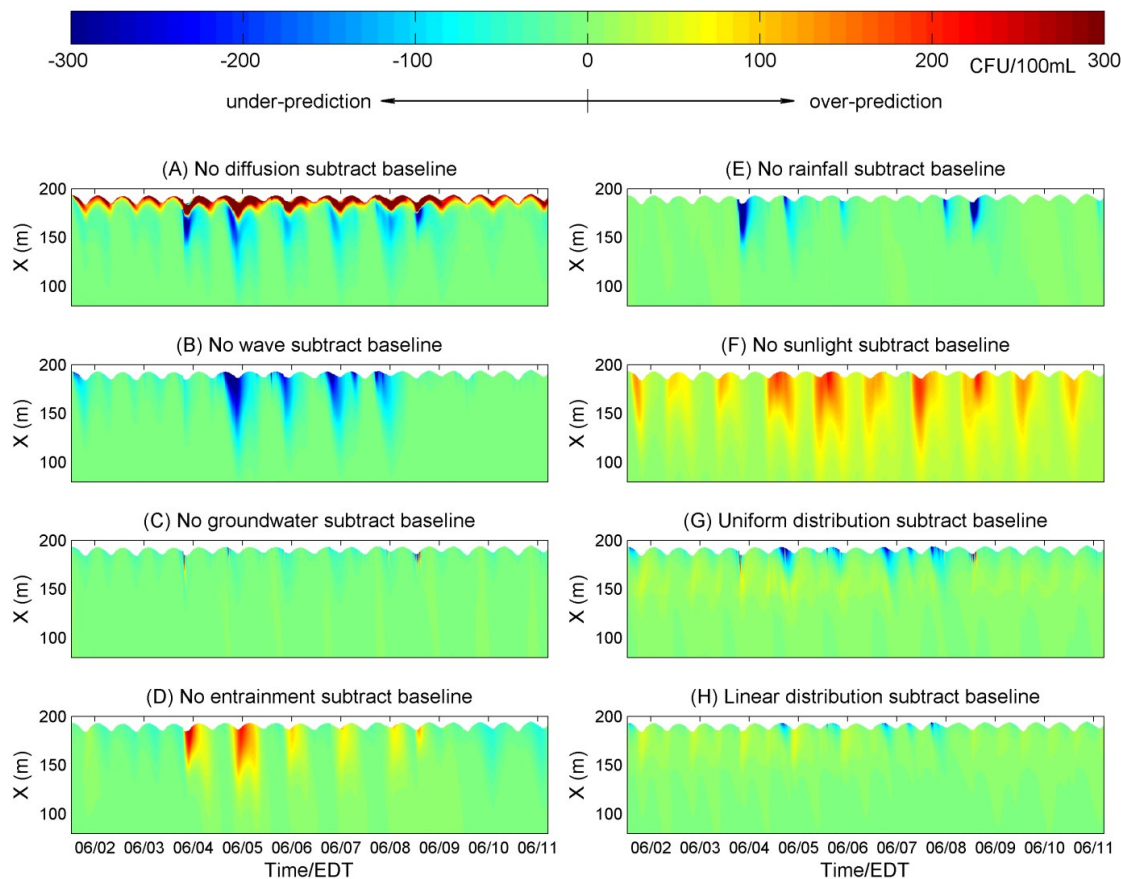 -300 -200 -100 0 100 200 300
CFU/100mL
under-prediction over-prediction
(A) No diffusion subtract baseline
200
150
100
X (m)
(B) No wave subtract baseline
200
150
100
X (m)
(C) No groundwater subtract baseline
200
150
100
X (m)
(D) No entrainment subtract baseline
200
150
100
X (m)
06/02 06/03 06/04 06/05 06/06 06/07 06/08 06/09 06/10 06/11
Time/EDT
(E) No rainfall subtract baseline
200
150
100
X (m)
(F) No sunlight subtract baseline
200
150
100
X (m)
(G) Uniform distribution subtract baseline
200
150
100
X (m)
(H) Linear distribution subtract baseline
200
150
100
X (m)
06/02 06/03 06/04 06/05 06/06 06/07 06/08 06/09 06/10 06/11
Time/EDT